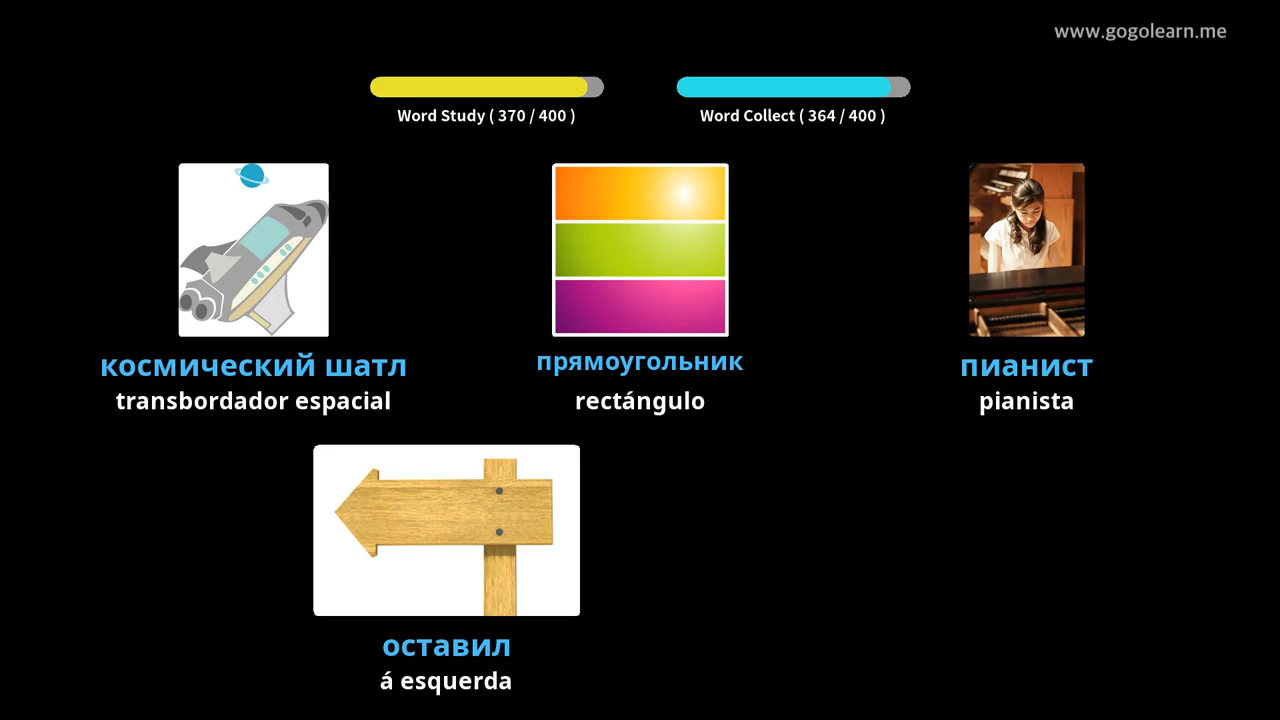 www.gogolearn.me
Word Study ( 370 / 400 )
Word Collect ( 364 / 400 )
космический шатл
transbordador espacial
прямоугольник
rectángulo
пианист
pianista
оставил
á esquerda